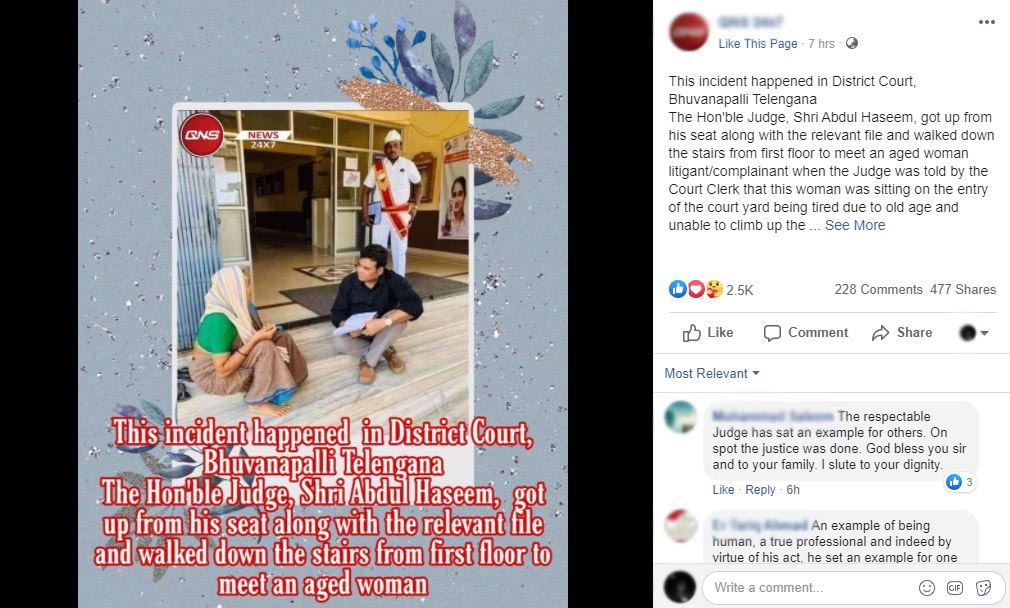 QNS
NEWS
24X7
This incident happened in District Court,
Bhuvanapalli Telengana
The Hon'ble Judge, Shri Abdul Haseem, got
up from his seat along with the relevant file
and walked down the stairs from first floor to
meet an aged woman
Like This Page · 7 hrs ·
This incident happened in District Court,
Bhuvanapalli Telengana
The Hon'ble Judge, Shri Abdul Haseem, got up from
his seat along with the relevant file and walked down
the stairs from first floor to meet an aged woman
litigant/complainant when the Judge was told by the
Court Clerk that this woman was sitting on the entry
of the court yard being tired due to old age and
unable to climb up the ... See More
2.5K 228 Comments 477 Shares
Like Comment Share
Most Relevant
The respectable
Judge has sat an example for others. On
spot the justice was done. God bless you sir
and to your family. I slute to your dignity.
3
Like · Reply · 6h
An example of being
human, a true professional and indeed by
virtue of his act, he set an example for one
Write a comment...
GIF